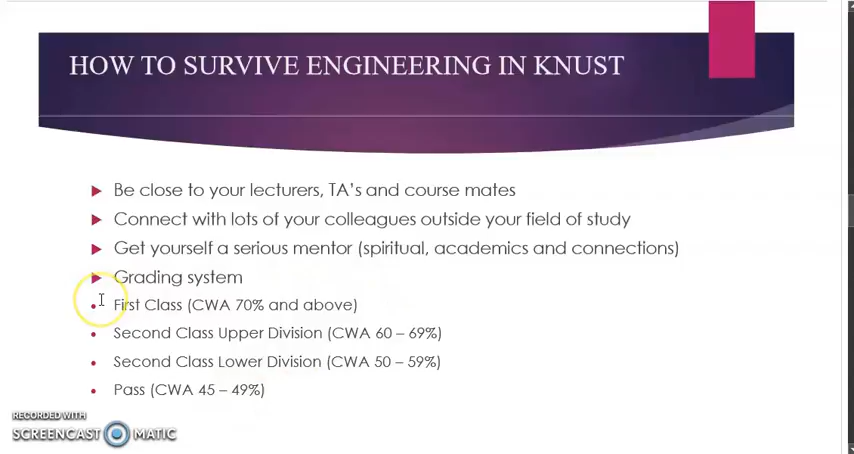 HOW TO SURVIVE ENGINEERING IN KNUST
Be close to your lecturers, TA's and course mates
Connect with lots of your colleagues outside your field of study
Get yourself a serious mentor (spiritual, academics and connections)
Grading system
First Class (CWA 70% and above)
Second Class Upper Division (CWA 60 – 69%)
Second Class Lower Division (CWA 50 – 59%)
Pass (CWA 45 – 49%)
RECORDED WITH
SCREENCAST MATIC